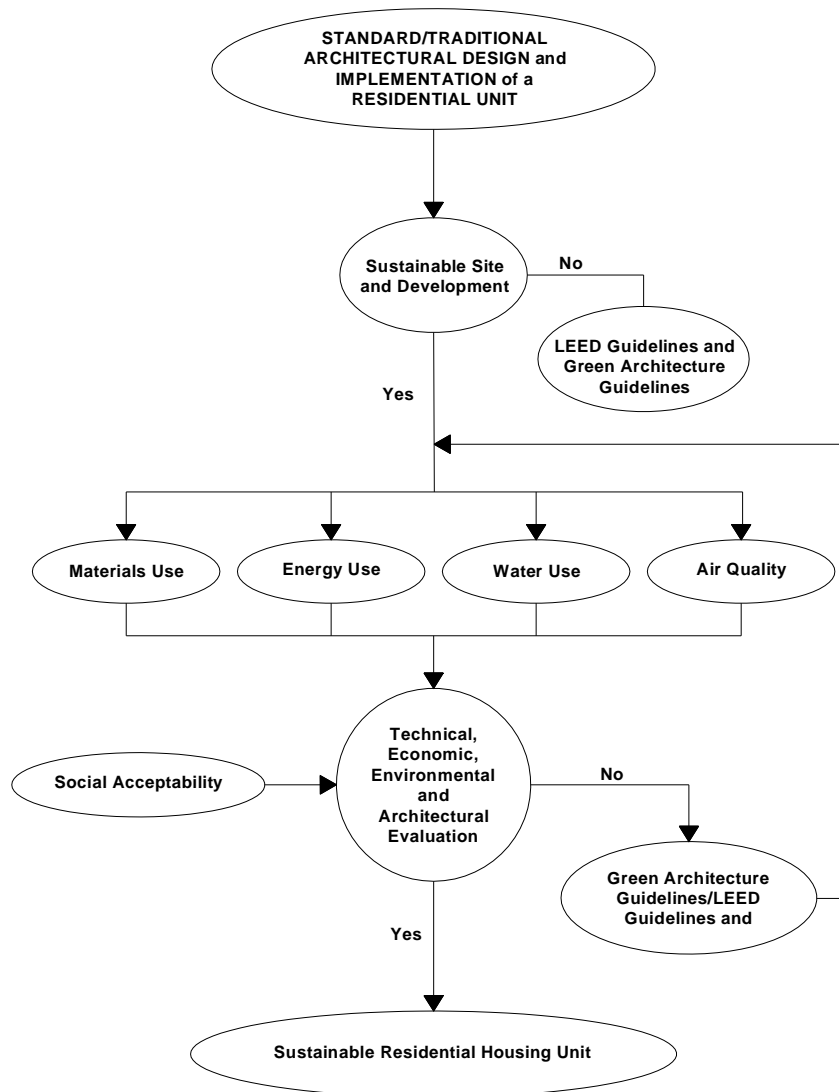 STANDARD/TRADITIONAL
ARCHITECTURAL DESIGN and
IMPLEMENTATION of a
RESIDENTIAL UNIT
Sustainable Site
and Development
No
LEED Guidelines and
Green Architecture
Guidelines
Yes
Materials Use
Energy Use
Water Use
Air Quality
Technical,
Economic,
Environmental
and
Architectural
Evaluation
Social Acceptability
No
Green Architecture
Guidelines/LEED
Guidelines and
Yes
Sustainable Residential Housing Unit